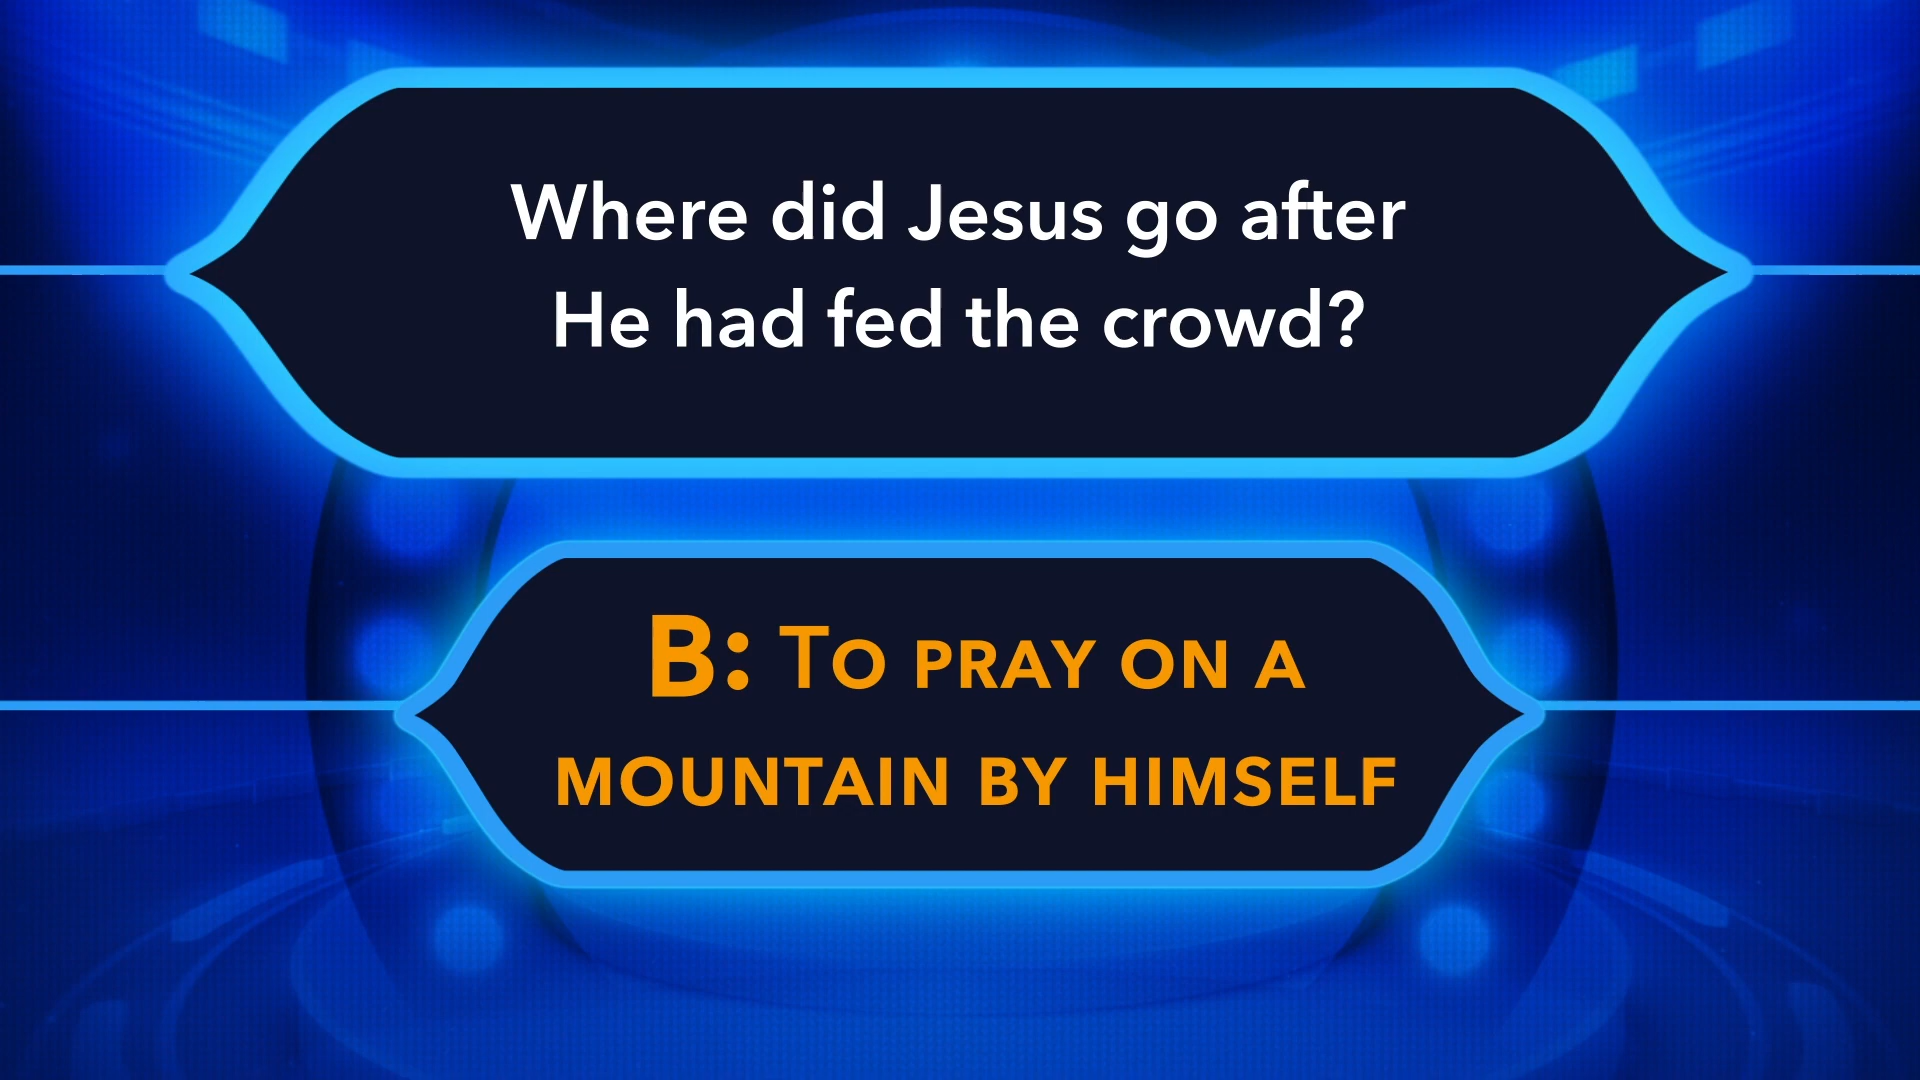 Where did Jesus go after
He had fed the crowd?
B: To pray on a
mountain by himself